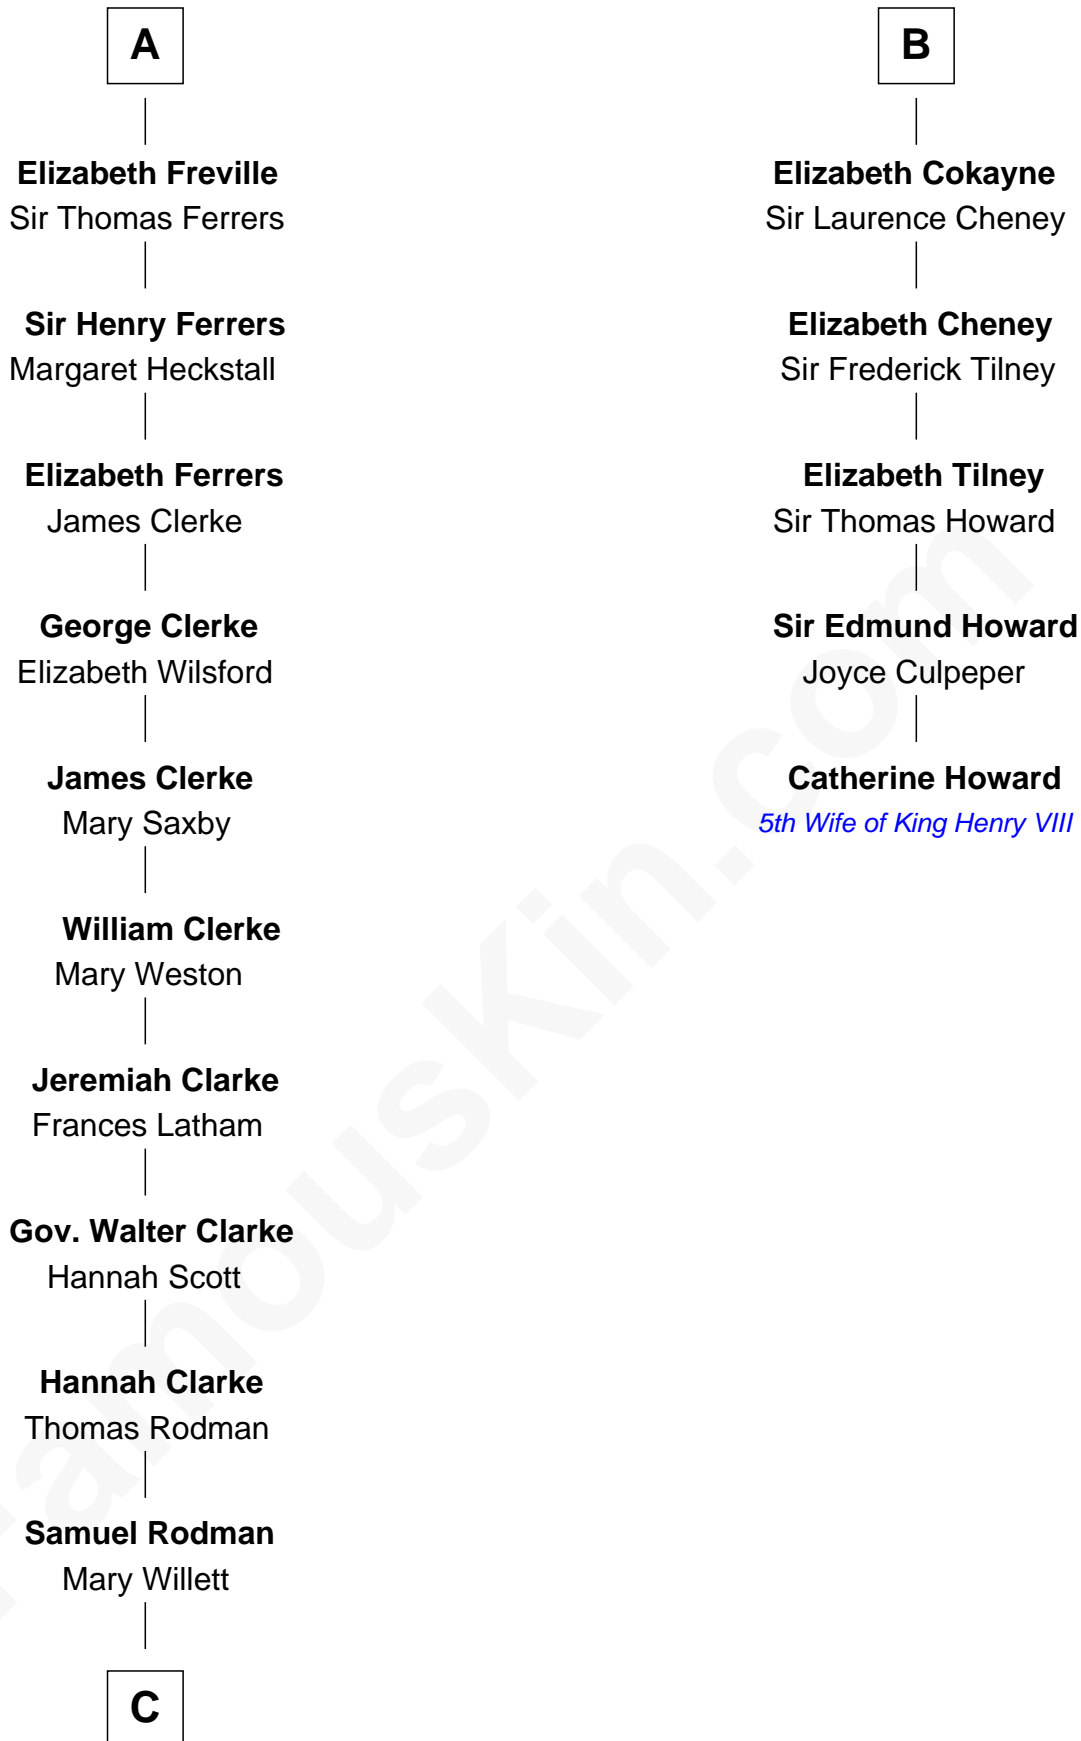 A
Elizabeth Freville
Sir Thomas Ferrers
Sir Henry Ferrers
Margaret Heckstall
Elizabeth Ferrers
James Clerke
George Clerke
Elizabeth Wilsford
James Clerke
Mary Saxby
William Clerke
Mary Weston
Jeremiah Clarke
Frances Latham
Gov. Walter Clarke
Hannah Scott
Hannah Clarke
Thomas Rodman
Samuel Rodman
Mary Willett
C
B
Elizabeth Cokayne
Sir Laurence Cheney
Elizabeth Cheney
Sir Frederick Tilney
Elizabeth Tilney
Sir Thomas Howard
Sir Edmund Howard
Joyce Culpeper
Catherine Howard
5th Wife of King Henry VIII
FamousKin.com